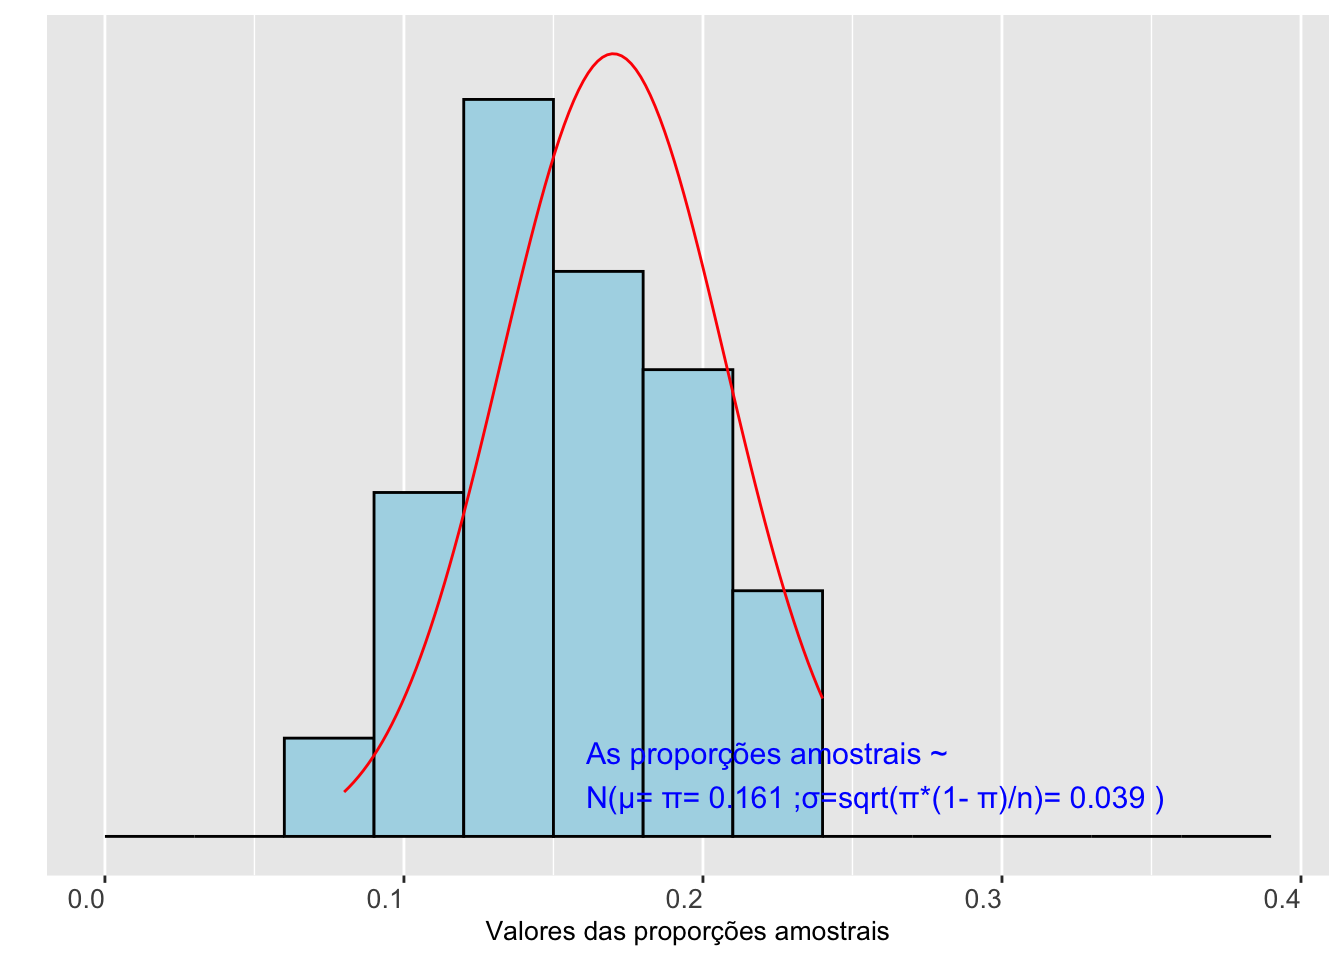 As proporções amostrais ~
N(μ= π= 0.161 ;σ=sqrt(π*(1- π)/n)= 0.039 )
0.0 0.1 0.2 0.3 0.4
Valores das proporções amostrais